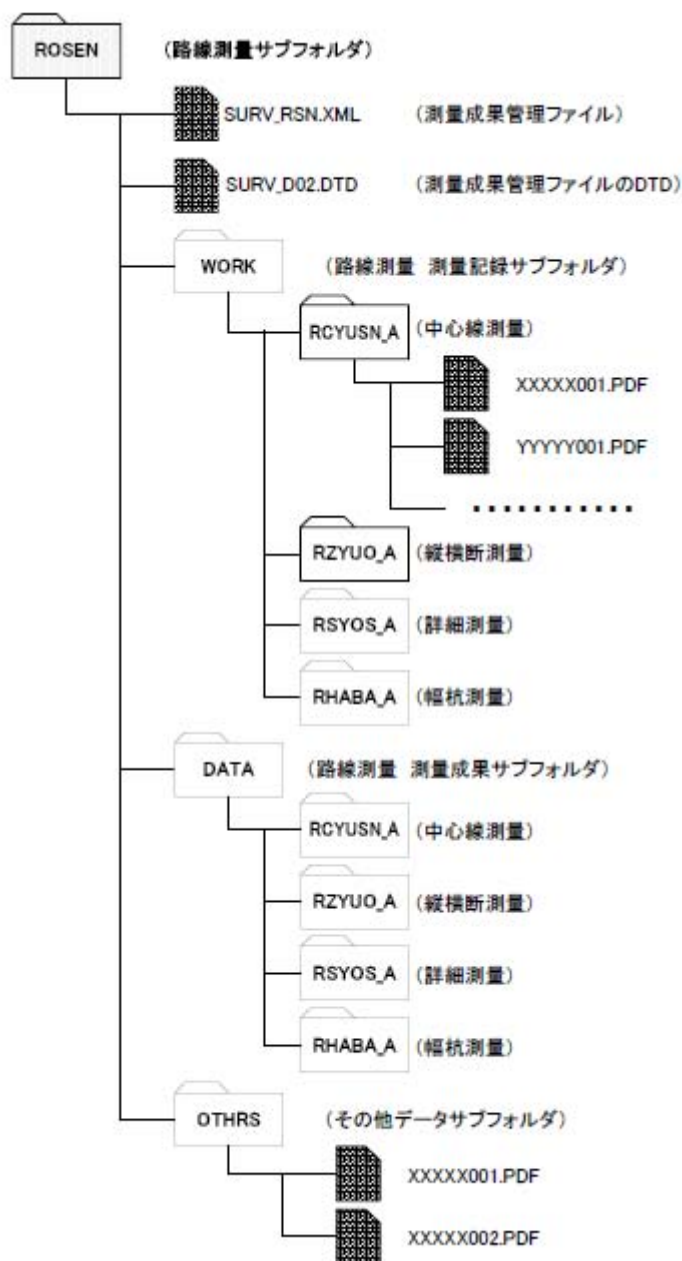 ROSEN (路線測量サブフォルダ)
SURV_RSN.XML (測量成果管理ファイル)
SURV_D02.DTD (測量成果管理ファイルのDTD)
WORK (路線測量 測量記録サブフォルダ)
RCYUSN_A (中心線測量)
XXXXX001.PDF
YYYYY001.PDF
・・・・・・・・・・・
RZYUO_A (縦横断測量)
RSYOS_A (詳細測量)
RHABA_A (幅杭測量)
DATA (路線測量 測量成果サブフォルダ)
RCYUSN_A (中心線測量)
RZYUO_A (縦横断測量)
RSYOS_A (詳細測量)
RHABA_A (幅杭測量)
OTHRS (その他データサブフォルダ)
XXXXX001.PDF
XXXXX002.PDF